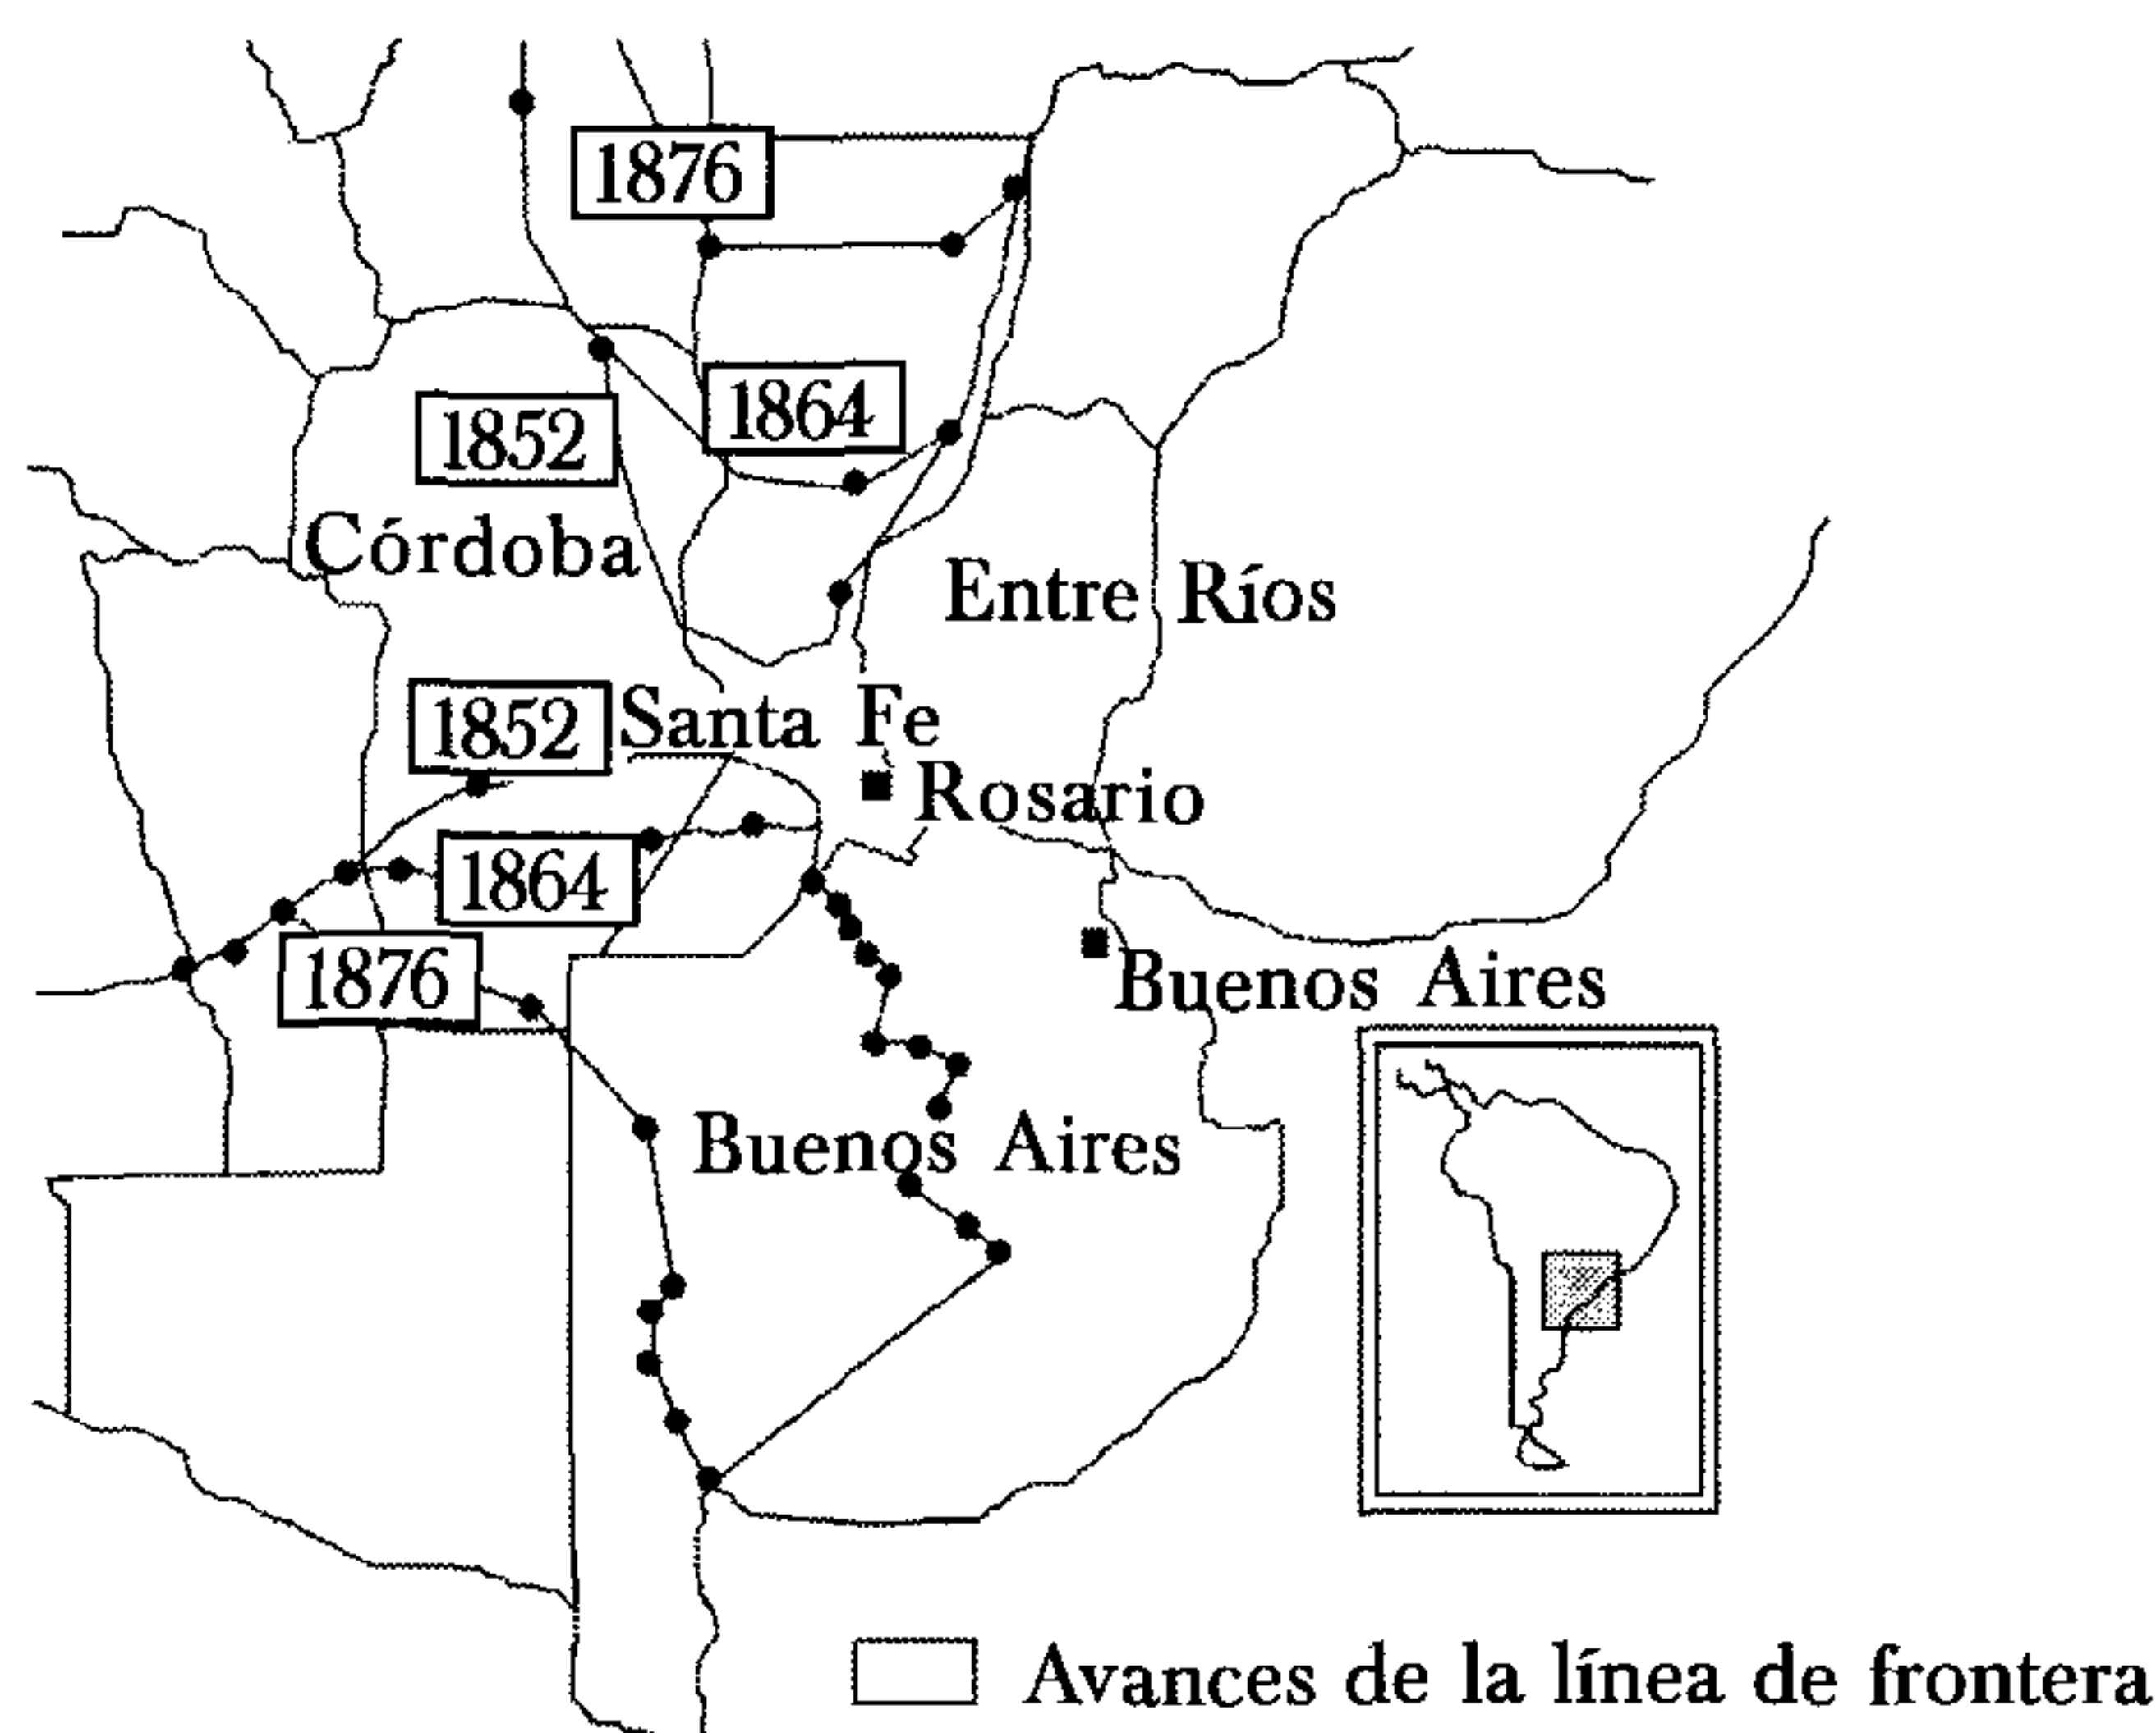 1876
1864
1852
Córdoba
Entre Ríos
1852
Santa Fe
Rosario
1864
1876
Buenos Aires
Buenos Aires
Avances de la línea de frontera